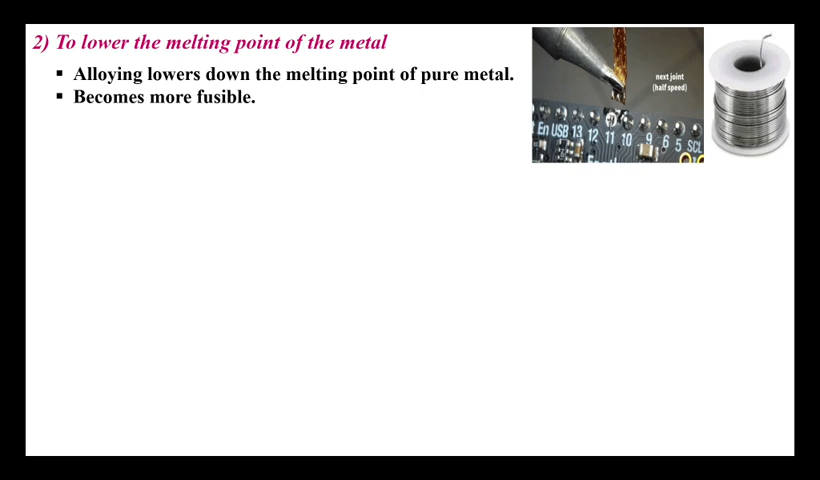 2) To lower the melting point of the metal
▪ Alloying lowers down the melting point of pure metal.
▪ Becomes more fusible.
next joint
(half speed)
En USB 13 12 11 10 9 6 5 SCL